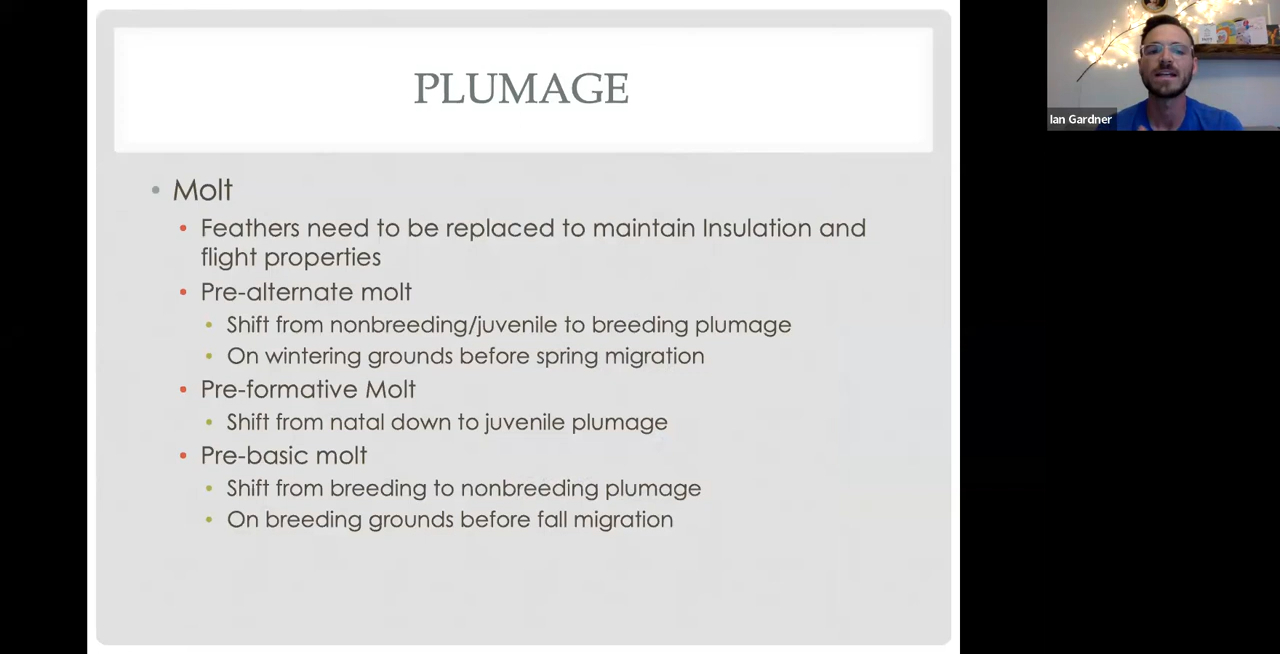 PLUMAGE
Molt
Feathers need to be replaced to maintain Insulation and
flight properties
Pre-alternate molt
Shift from nonbreeding/juvenile to breeding plumage
On wintering grounds before spring migration
Pre-formative Molt
Shift from natal down to juvenile plumage
Pre-basic molt
Shift from breeding to nonbreeding plumage
On breeding grounds before fall migration
Ian Gardner